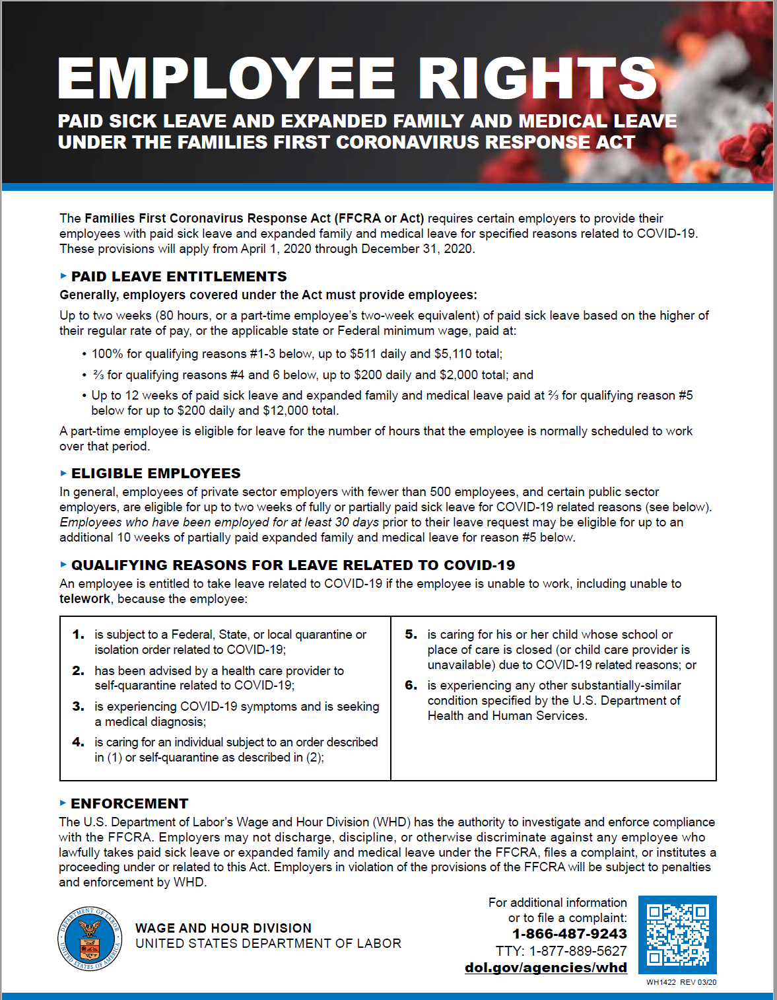 EMPLOYEE RIGHTS
PAID SICK LEAVE AND EXPANDED FAMILY AND MEDICAL LEAVE
UNDER THE FAMILIES FIRST CORONAVIRUS RESPONSE ACT
The Families First Coronavirus Response Act (FFCRA or Act) requires certain employers to provide their
employees with paid sick leave and expanded family and medical leave for specified reasons related to COVID-19.
These provisions will apply from April 1, 2020 through December 31, 2020.
► PAID LEAVE ENTITLEMENTS
Generally, employers covered under the Act must provide employees:
Up to two weeks (80 hours, or a part-time employee’s two-week equivalent) of paid sick leave based on the higher of
their regular rate of pay, or the applicable state or Federal minimum wage, paid at:
• 100% for qualifying reasons #1-3 below, up to $511 daily and $5,110 total;
• ⅔ for qualifying reasons #4 and 6 below, up to $200 daily and $2,000 total; and
• Up to 12 weeks of paid sick leave and expanded family and medical leave paid at ⅔ for qualifying reason #5
below for up to $200 daily and $12,000 total.
A part-time employee is eligible for leave for the number of hours that the employee is normally scheduled to work
over that period.
► ELIGIBLE EMPLOYEES
In general, employees of private sector employers with fewer than 500 employees, and certain public sector
employers, are eligible for up to two weeks of fully or partially paid sick leave for COVID-19 related reasons (see below).
Employees who have been employed for at least 30 days prior to their leave request may be eligible for up to an
additional 10 weeks of partially paid expanded family and medical leave for reason #5 below.
► QUALIFYING REASONS FOR LEAVE RELATED TO COVID-19
An employee is entitled to take leave related to COVID-19 if the employee is unable to work, including unable to
telework, because the employee:
1. is subject to a Federal, State, or local quarantine or
isolation order related to COVID-19;
2. has been advised by a health care provider to
self-quarantine related to COVID-19;
3. is experiencing COVID-19 symptoms and is seeking
a medical diagnosis;
4. is caring for an individual subject to an order described
in (1) or self-quarantine as described in (2);
5. is caring for his or her child whose school or
place of care is closed (or child care provider is
unavailable) due to COVID-19 related reasons; or
6. is experiencing any other substantially-similar
condition specified by the U.S. Department of
Health and Human Services.
► ENFORCEMENT
The U.S. Department of Labor’s Wage and Hour Division (WHD) has the authority to investigate and enforce compliance
with the FFCRA. Employers may not discharge, discipline, or otherwise discriminate against any employee who
lawfully takes paid sick leave or expanded family and medical leave under the FFCRA, files a complaint, or institutes a
proceeding under or related to this Act. Employers in violation of the provisions of the FFCRA will be subject to penalties
and enforcement by WHD.
DEPARTMENT OF LABOR
UNITED STATES OF AMERICA
WAGE AND HOUR DIVISION
UNITED STATES DEPARTMENT OF LABOR
For additional information
or to file a complaint:
1-866-487-9243
TTY: 1-877-889-5627
dol.gov/agencies/whd
WH1422 REV 03/20